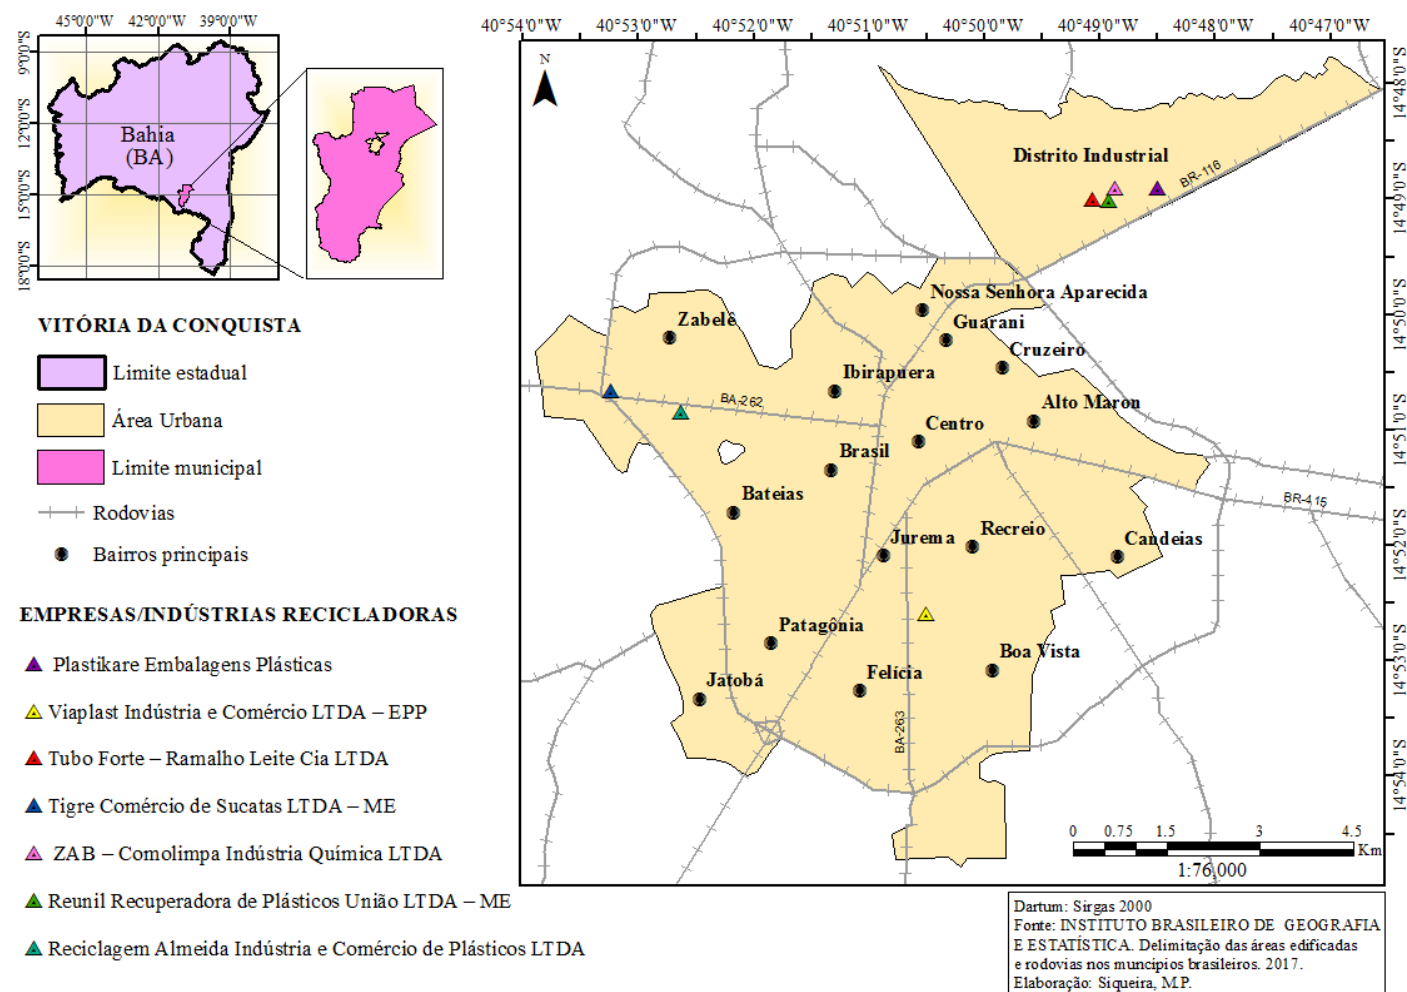 45°0'0"W 42°0'0"W 39°0'0"W
9°0'0"S
12°0'0"S
15°0'0"S
18°0'0"S
Bahia
(BA)
VITÓRIA DA CONQUISTA
Limite estadual
Área Urbana
Limite municipal
Rodovias
Bairros principais
EMPRESAS/INDÚSTRIAS RECICLADORAS
Plastikare Embalagens Plásticas
Viaplast Indústria e Comércio LTDA – EPP
Tubo Forte – Ramalho Leite Cia LTDA
Tigre Comércio de Sucatas LTDA – ME
ZAB – Comolimpa Indústria Química LTDA
Reunil Recuperadora de Plásticos União LTDA – ME
Reciclagem Almeida Indústria e Comércio de Plásticos LTDA
40°54'0"W 40°53'0"W 40°52'0"W 40°51'0"W 40°50'0"W 40°49'0"W 40°48'0"W 40°47'0"W
N
14°48'0"S
14°49'0"S
14°50'0"S
14°51'0"S
14°52'0"S
14°53'0"S
14°54'0"S
Distrito Industrial
BR-116
Nossa Senhora Aparecida
Zabelê
Guarani
Cruzeiro
Ibirapuera
BA-262
Alto Maron
Centro
Brasil
Bateias
BR-415
Recreio
Jurema
Candeias
Patagônia
Boa Vista
Felícia
Jatobá
BA-263
0 0.75 1.5 3 4.5
Km
1:76,000
Dartum: Sirgas 2000
Fonte: INSTITUTO BRASILEIRO DE GEOGRAFIA
E ESTATÍSTICA. Delimitação das áreas edificadas
e rodovias nos muncípios brasileiros. 2017.
Elaboração: Siqueira, M.P.